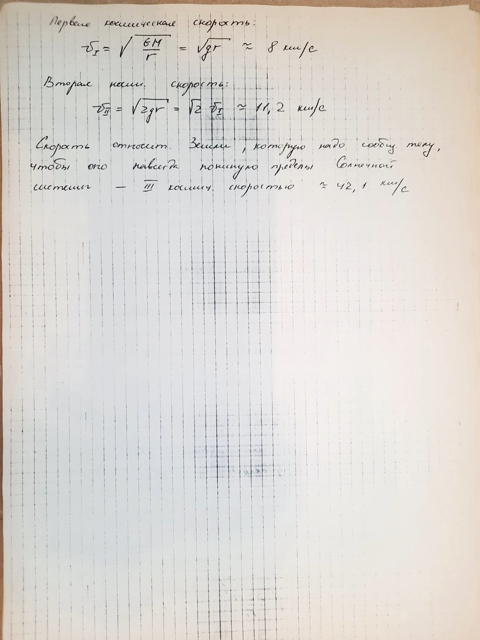 Первая космическая скорость:
v_I = √(GM/r) = √gr ≈ 8 км/с
Вторая косм. скорость:
v_II = √2gr = √2 v_I ≈ 11,2 км/с
Скорость относит. Земли, которую надо сообщ телу,
чтобы оно навсегда покинуло пределы Солнечной
системы — III космич. скоростью ≈ 42,1 км/с